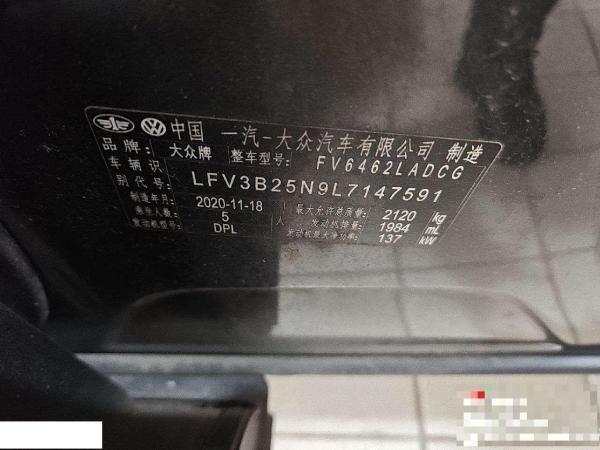 中国 一汽-大众汽车有限公司 制造
品牌: 大众牌 整车型号: FV6462LADCG
车辆识别代号: LFV3B25N9L7147591
制造年月: 2020-11-18 最大允许总质量: 2120 kg
乘坐人数: 5 发动机排量: 1984 mL
发动机型号: DPL 发动机最大净功率: 137 kW